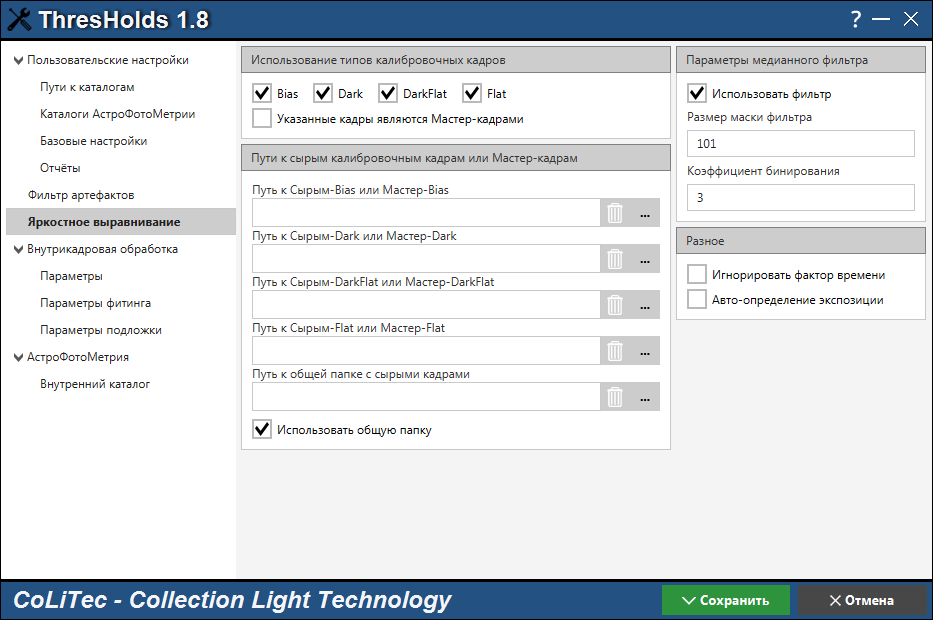 ThresHolds 1.8
?
Пользовательские настройки
Пути к каталогам
Каталоги АстроФотоМетрии
Базовые настройки
Отчёты
Фильтр артефактов
Яркостное выравнивание
Внутрикадровая обработка
Параметры
Параметры фитинга
Параметры подложки
АстроФотоМетрия
Внутренний каталог
Использование типов калибровочных кадров
Bias Dark DarkFlat Flat
Указанные кадры являются Мастер-кадрами
Пути к сырым калибровочным кадрам или Мастер-кадрам
Путь к Сырым-Bias или Мастер-Bias
...
Путь к Сырым-Dark или Мастер-Dark
...
Путь к Сырым-DarkFlat или Мастер-DarkFlat
...
Путь к Сырым-Flat или Мастер-Flat
...
Путь к общей папке с сырыми кадрами
...
Использовать общую папку
Параметры медианного фильтра
Использовать фильтр
Размер маски фильтра
101
Коэффициент бинирования
3
Разное
Игнорировать фактор времени
Авто-определение экспозиции
CoLiTec - Collection Light Technology
Сохранить
Отмена